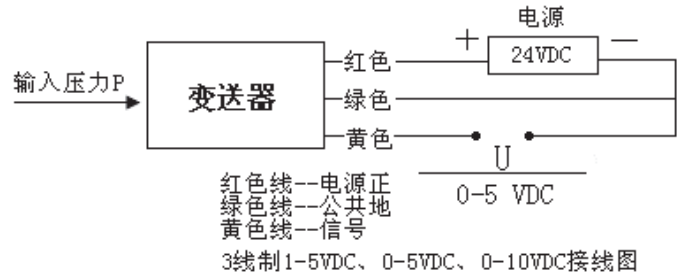 电源
+ 24VDC —
红色
输入压力P
变送器
绿色
黄色
U
0-5 VDC
红色线--电源正
绿色线--公共地
黄色线--信号
3线制1-5VDC、0-5VDC、0-10VDC接线图